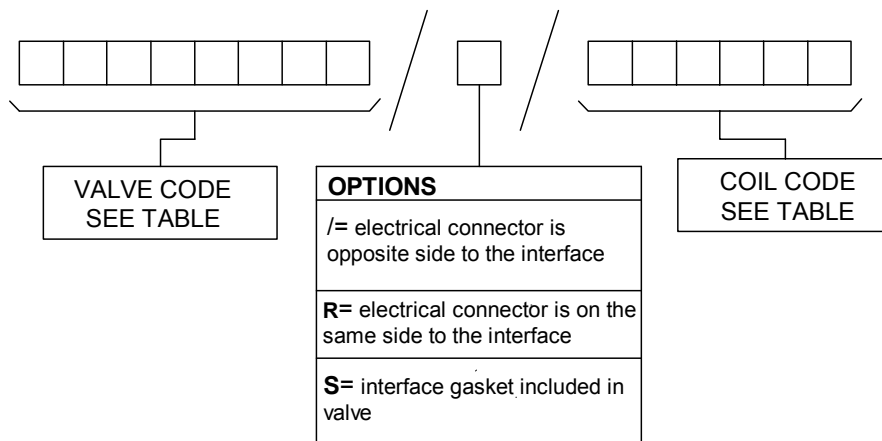 / /
VALVE CODE
SEE TABLE
OPTIONS
/= electrical connector is
opposite side to the interface
R= electrical connector is on the
same side to the interface
S= interface gasket included in
valve
COIL CODE
SEE TABLE